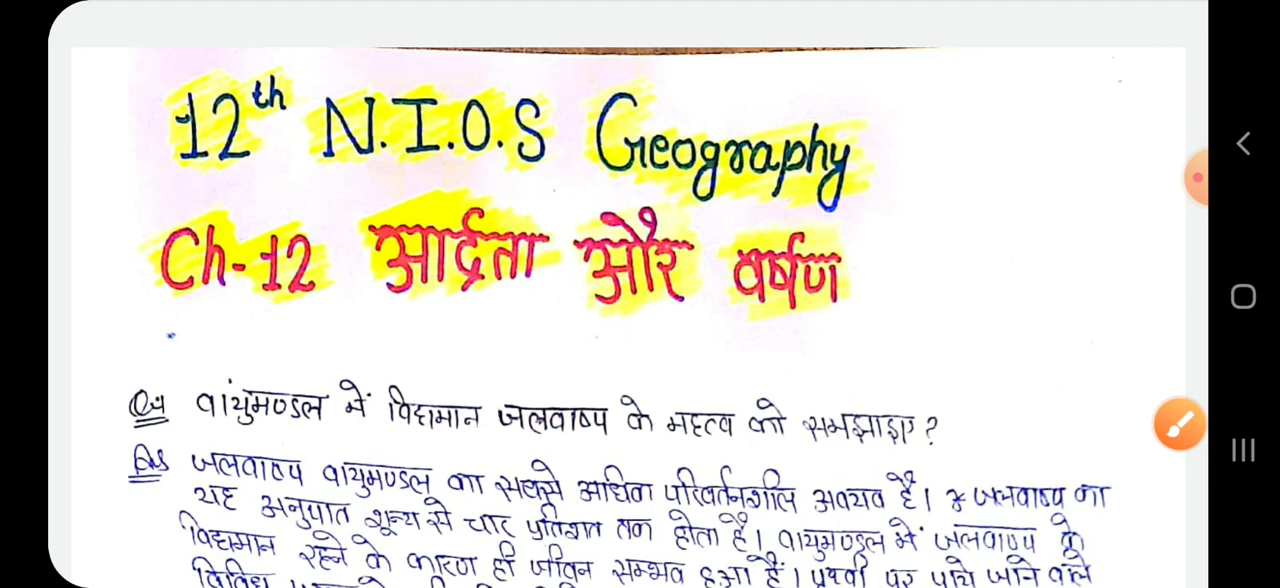 12th N.I.O.S Geography
Ch-12 आर्द्रता और वर्षण
Q1 वायुमण्डल में विद्यमान जलवाष्प के महत्व को समझाइए?
Ans जलवाष्प वायुमण्डल का सबसे अधिक परिवर्तनशील अवयव है। जलवाष्प का
यह अनुपात शून्य से चार प्रतिशत तक होता है। वायुमण्डल में जलवाष्प के
विद्यमान रहने के कारण ही जीवन सम्भव हुआ है। पृथ्वी पर पाये जाने वाले
विविध